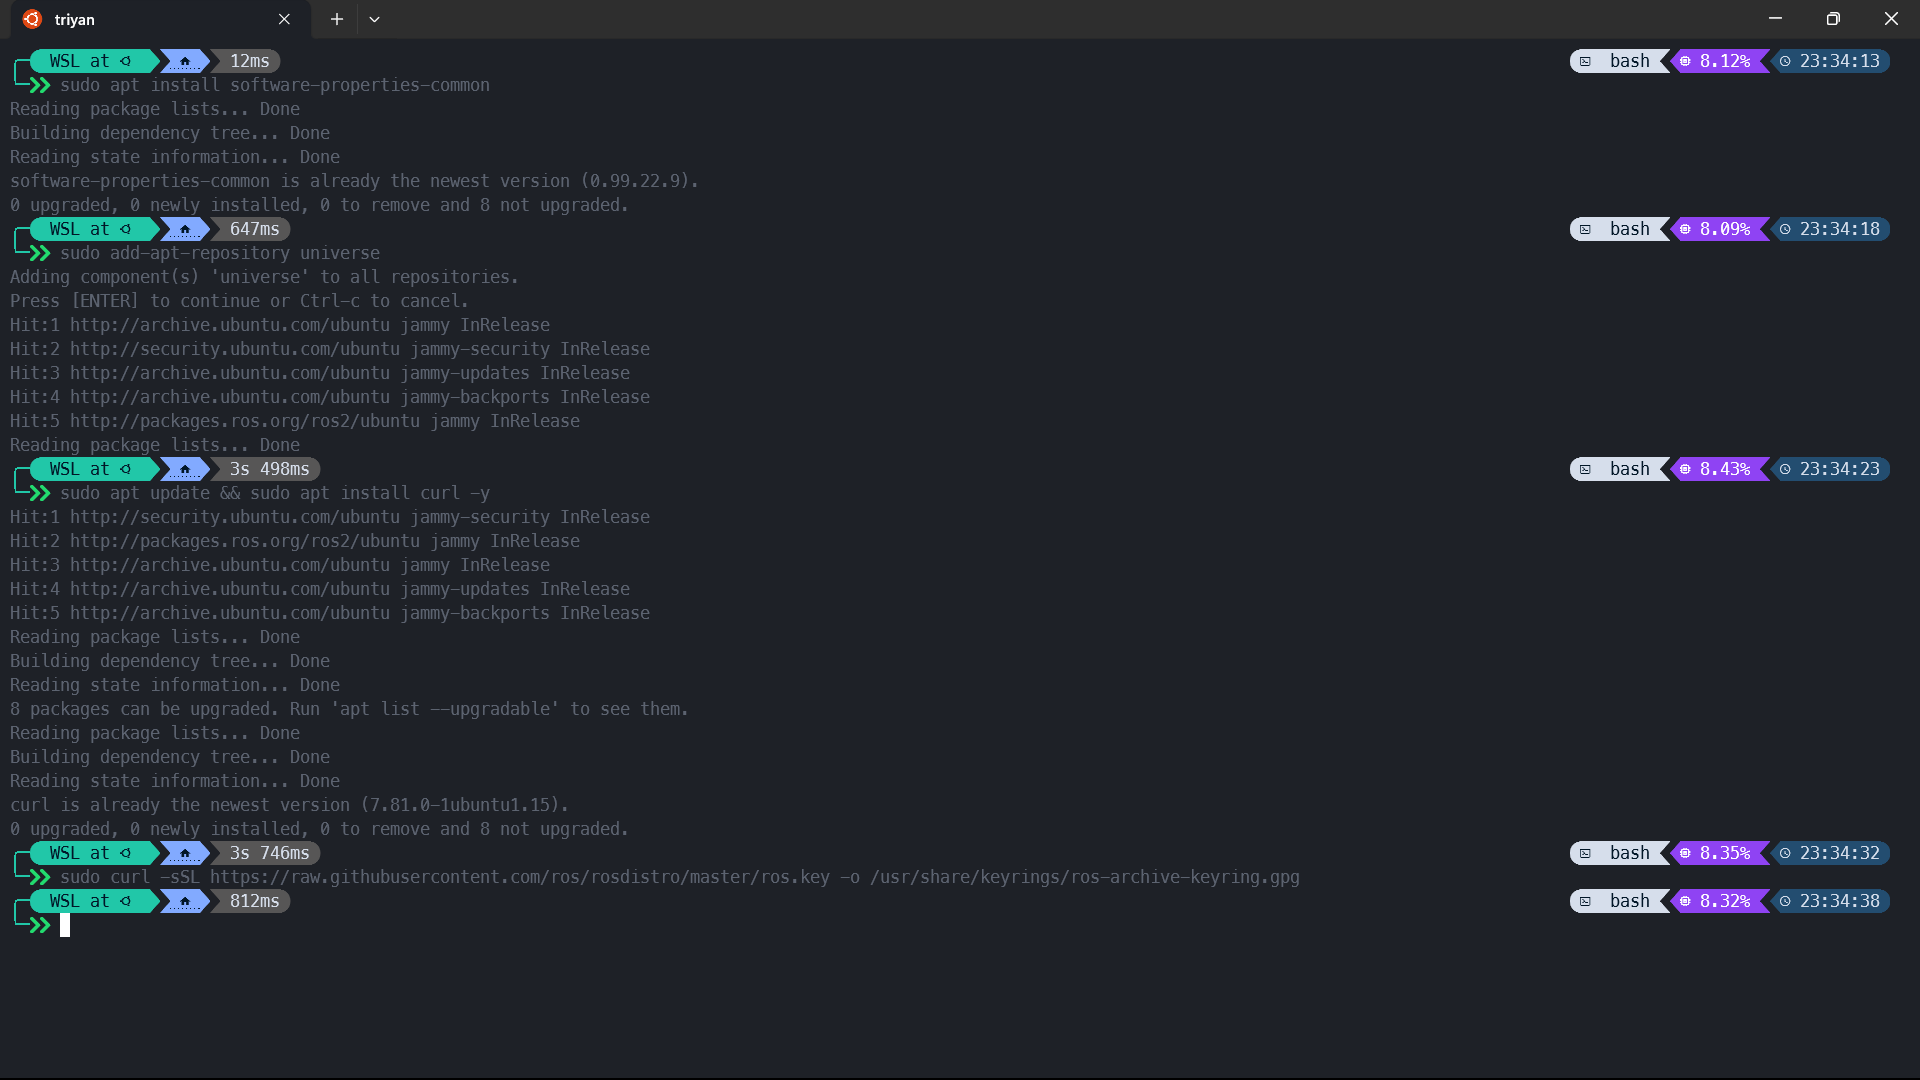 triyan
WSL at 12ms bash 8.12% 23:34:13
sudo apt install software-properties-common
Reading package lists... Done
Building dependency tree... Done
Reading state information... Done
software-properties-common is already the newest version (0.99.22.9).
0 upgraded, 0 newly installed, 0 to remove and 8 not upgraded.
WSL at 647ms bash 8.09% 23:34:18
sudo add-apt-repository universe
Adding component(s) 'universe' to all repositories.
Press [ENTER] to continue or Ctrl-c to cancel.
Hit:1 http://archive.ubuntu.com/ubuntu jammy InRelease
Hit:2 http://security.ubuntu.com/ubuntu jammy-security InRelease
Hit:3 http://archive.ubuntu.com/ubuntu jammy-updates InRelease
Hit:4 http://archive.ubuntu.com/ubuntu jammy-backports InRelease
Hit:5 http://packages.ros.org/ros2/ubuntu jammy InRelease
Reading package lists... Done
WSL at 3s 498ms bash 8.43% 23:34:23
sudo apt update && sudo apt install curl -y
Hit:1 http://security.ubuntu.com/ubuntu jammy-security InRelease
Hit:2 http://packages.ros.org/ros2/ubuntu jammy InRelease
Hit:3 http://archive.ubuntu.com/ubuntu jammy InRelease
Hit:4 http://archive.ubuntu.com/ubuntu jammy-updates InRelease
Hit:5 http://archive.ubuntu.com/ubuntu jammy-backports InRelease
Reading package lists... Done
Building dependency tree... Done
Reading state information... Done
8 packages can be upgraded. Run 'apt list --upgradable' to see them.
Reading package lists... Done
Building dependency tree... Done
Reading state information... Done
curl is already the newest version (7.81.0-1ubuntu1.15).
0 upgraded, 0 newly installed, 0 to remove and 8 not upgraded.
WSL at 3s 746ms bash 8.35% 23:34:32
sudo curl -sSL https://raw.githubusercontent.com/ros/rosdistro/master/ros.key -o /usr/share/keyrings/ros-archive-keyring.gpg
WSL at 812ms bash 8.32% 23:34:38